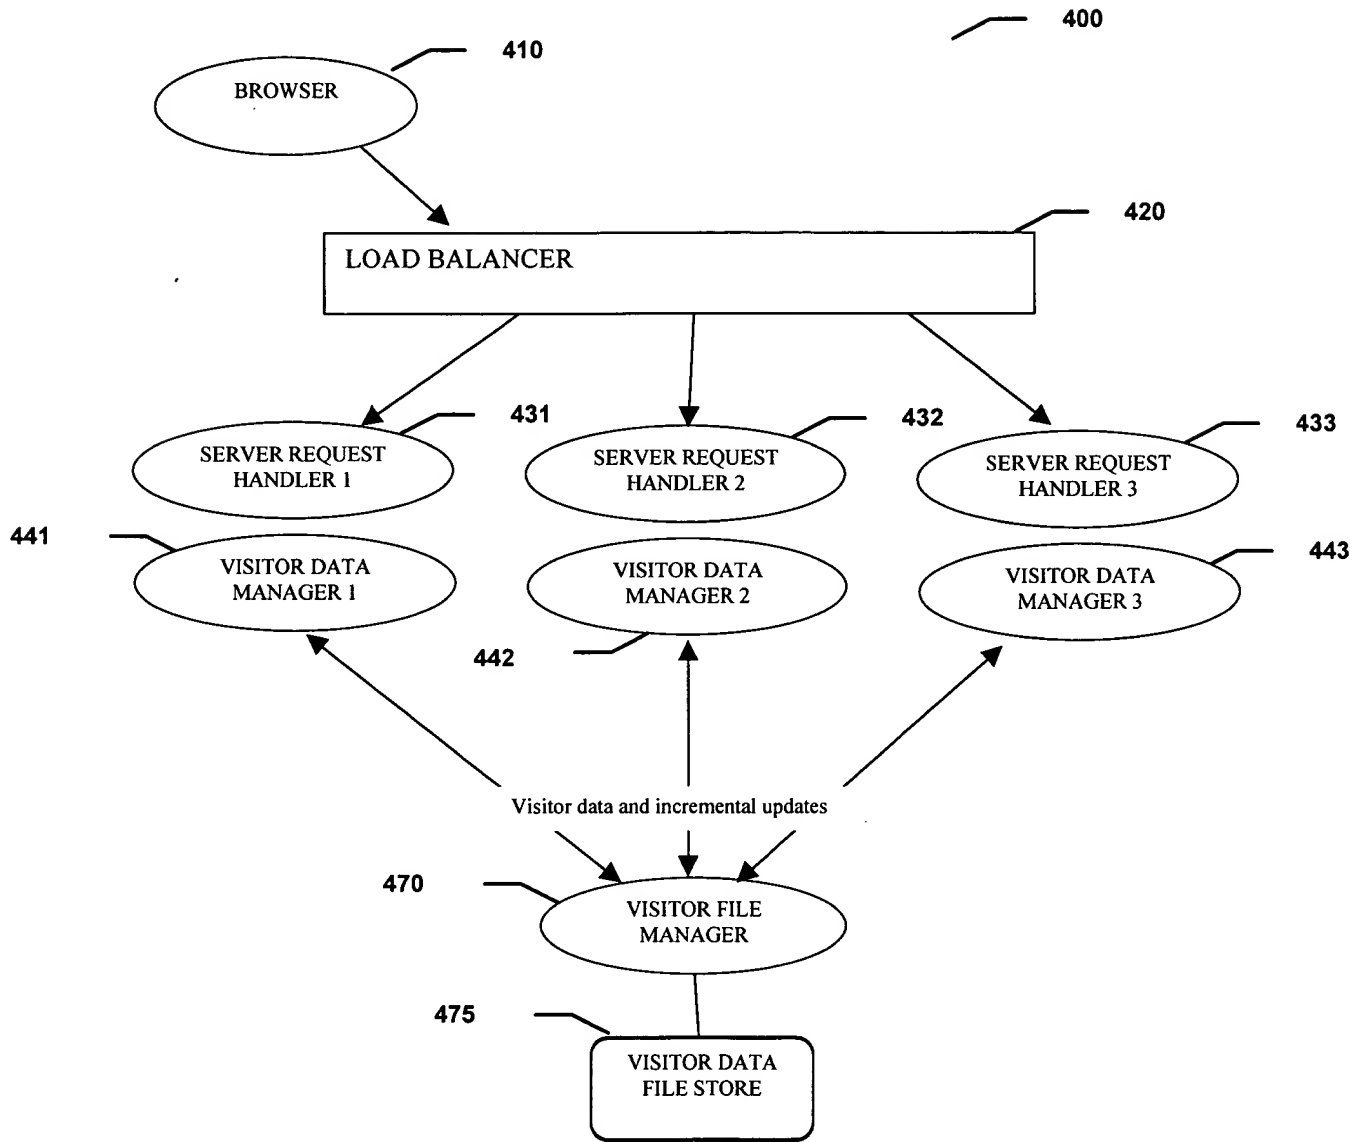 400
410
BROWSER
420
LOAD BALANCER
431
432
433
SERVER REQUEST
HANDLER 1
SERVER REQUEST
HANDLER 2
SERVER REQUEST
HANDLER 3
441
443
VISITOR DATA
MANAGER 1
VISITOR DATA
MANAGER 2
VISITOR DATA
MANAGER 3
442
Visitor data and incremental updates
470
VISITOR FILE
MANAGER
475
VISITOR DATA
FILE STORE